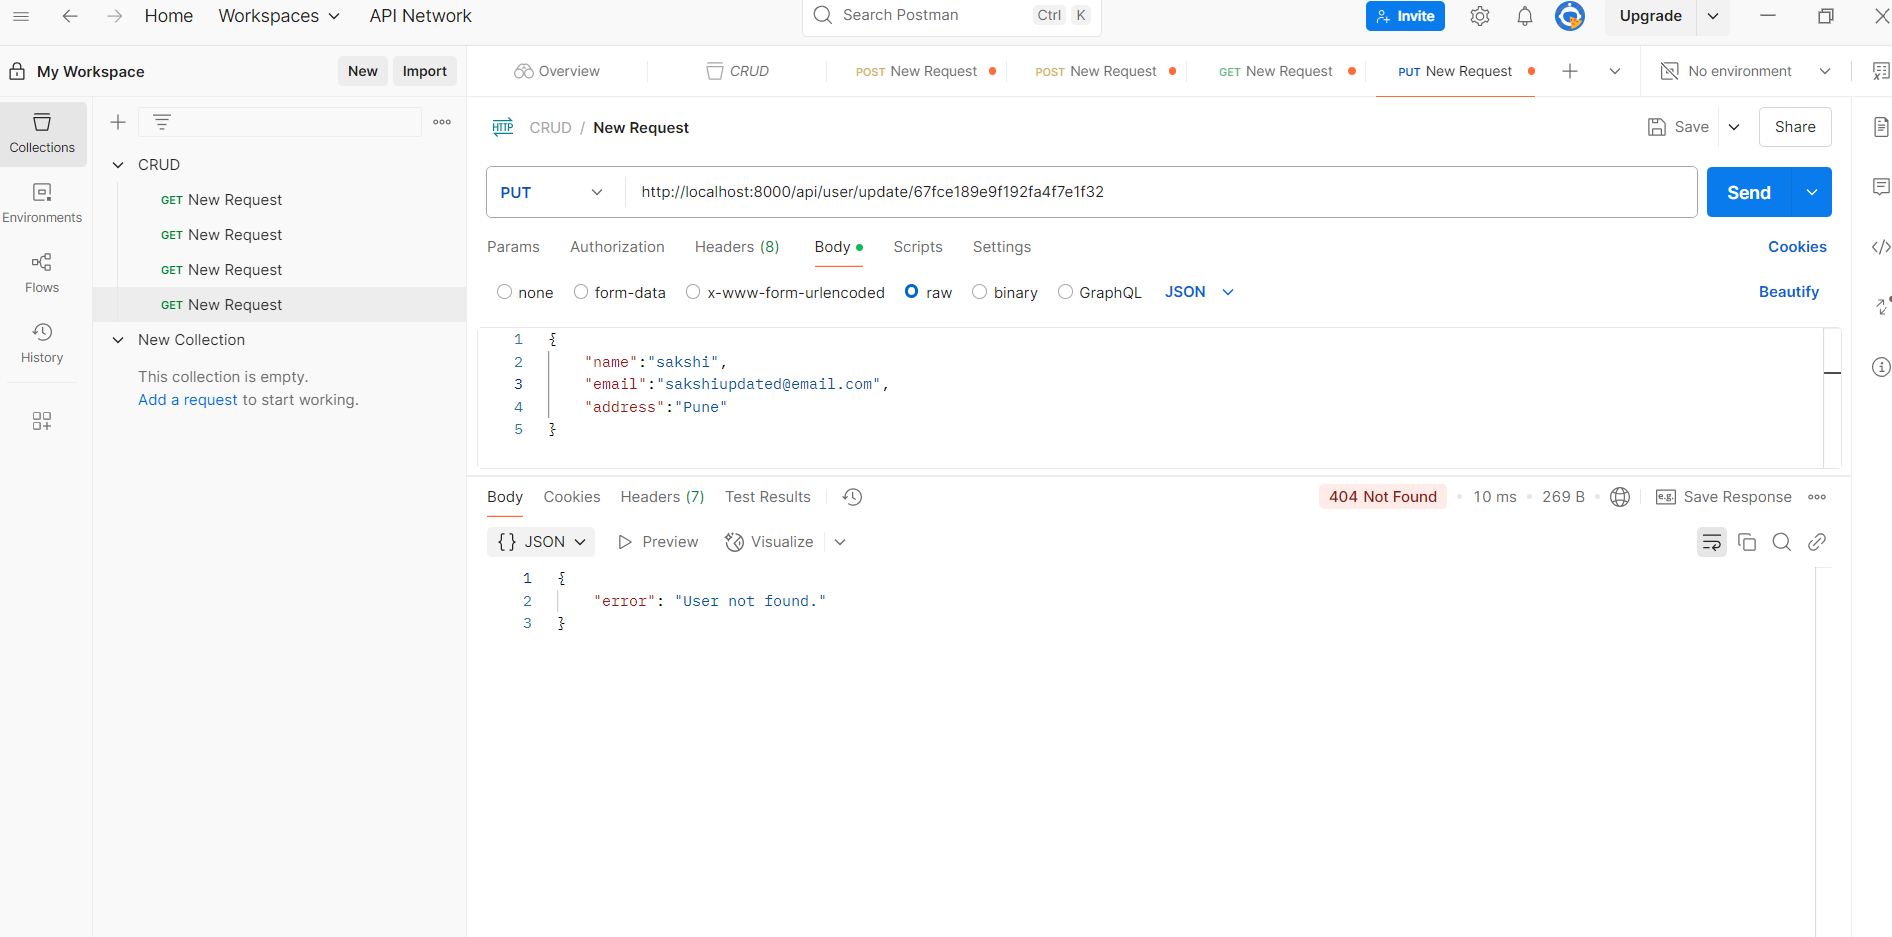 Home Workspaces API Network Search Postman Ctrl K Invite Upgrade
My Workspace New Import Overview CRUD POST New Request POST New Request GET New Request PUT New Request No environment
Collections
Environments
Flows
History
CRUD
GET New Request
GET New Request
GET New Request
GET New Request
New Collection
This collection is empty.
Add a request to start working.
HTTP CRUD / New Request Save Share
PUT http://localhost:8000/api/user/update/67fce189e9f192fa4f7e1f32 Send
Params Authorization Headers (8) Body Scripts Settings Cookies
none form-data x-www-form-urlencoded raw binary GraphQL JSON Beautify
1 {
2 "name":"sakshi",
3 "email":"sakshiupdated@email.com",
4 "address":"Pune"
5 }
Body Cookies Headers (7) Test Results 404 Not Found 10 ms 269 B e.g. Save Response
{} JSON Preview Visualize
1 {
2 "error": "User not found."
3 }